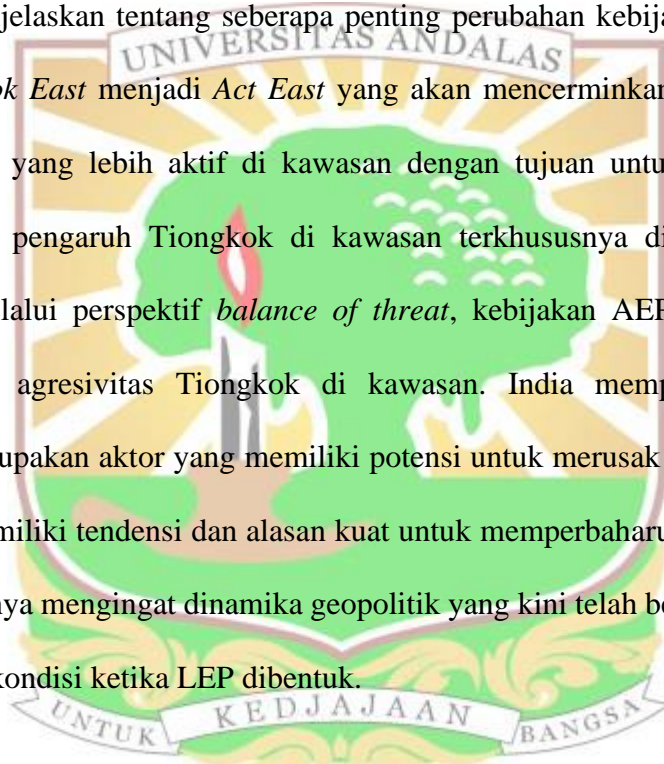 jelaskan tentang seberapa penting perubahan kebija
UNIVERSITAS ANDALAS
East menjadi Act East yang akan mencerminkan
yang lebih aktif di kawasan dengan tujuan untu
pengaruh Tiongkok di kawasan terkhususnya di
lalui perspektif balance of threat, kebijakan AEP
agresivitas Tiongkok di kawasan. India memp
upakan aktor yang memiliki potensi untuk merusak
miliki tendensi dan alasan kuat untuk memperbaharu
nya mengingat dinamika geopolitik yang kini telah be
kondisi ketika LEP dibentuk.
UNTUK KEDJAJAAN BANGSA